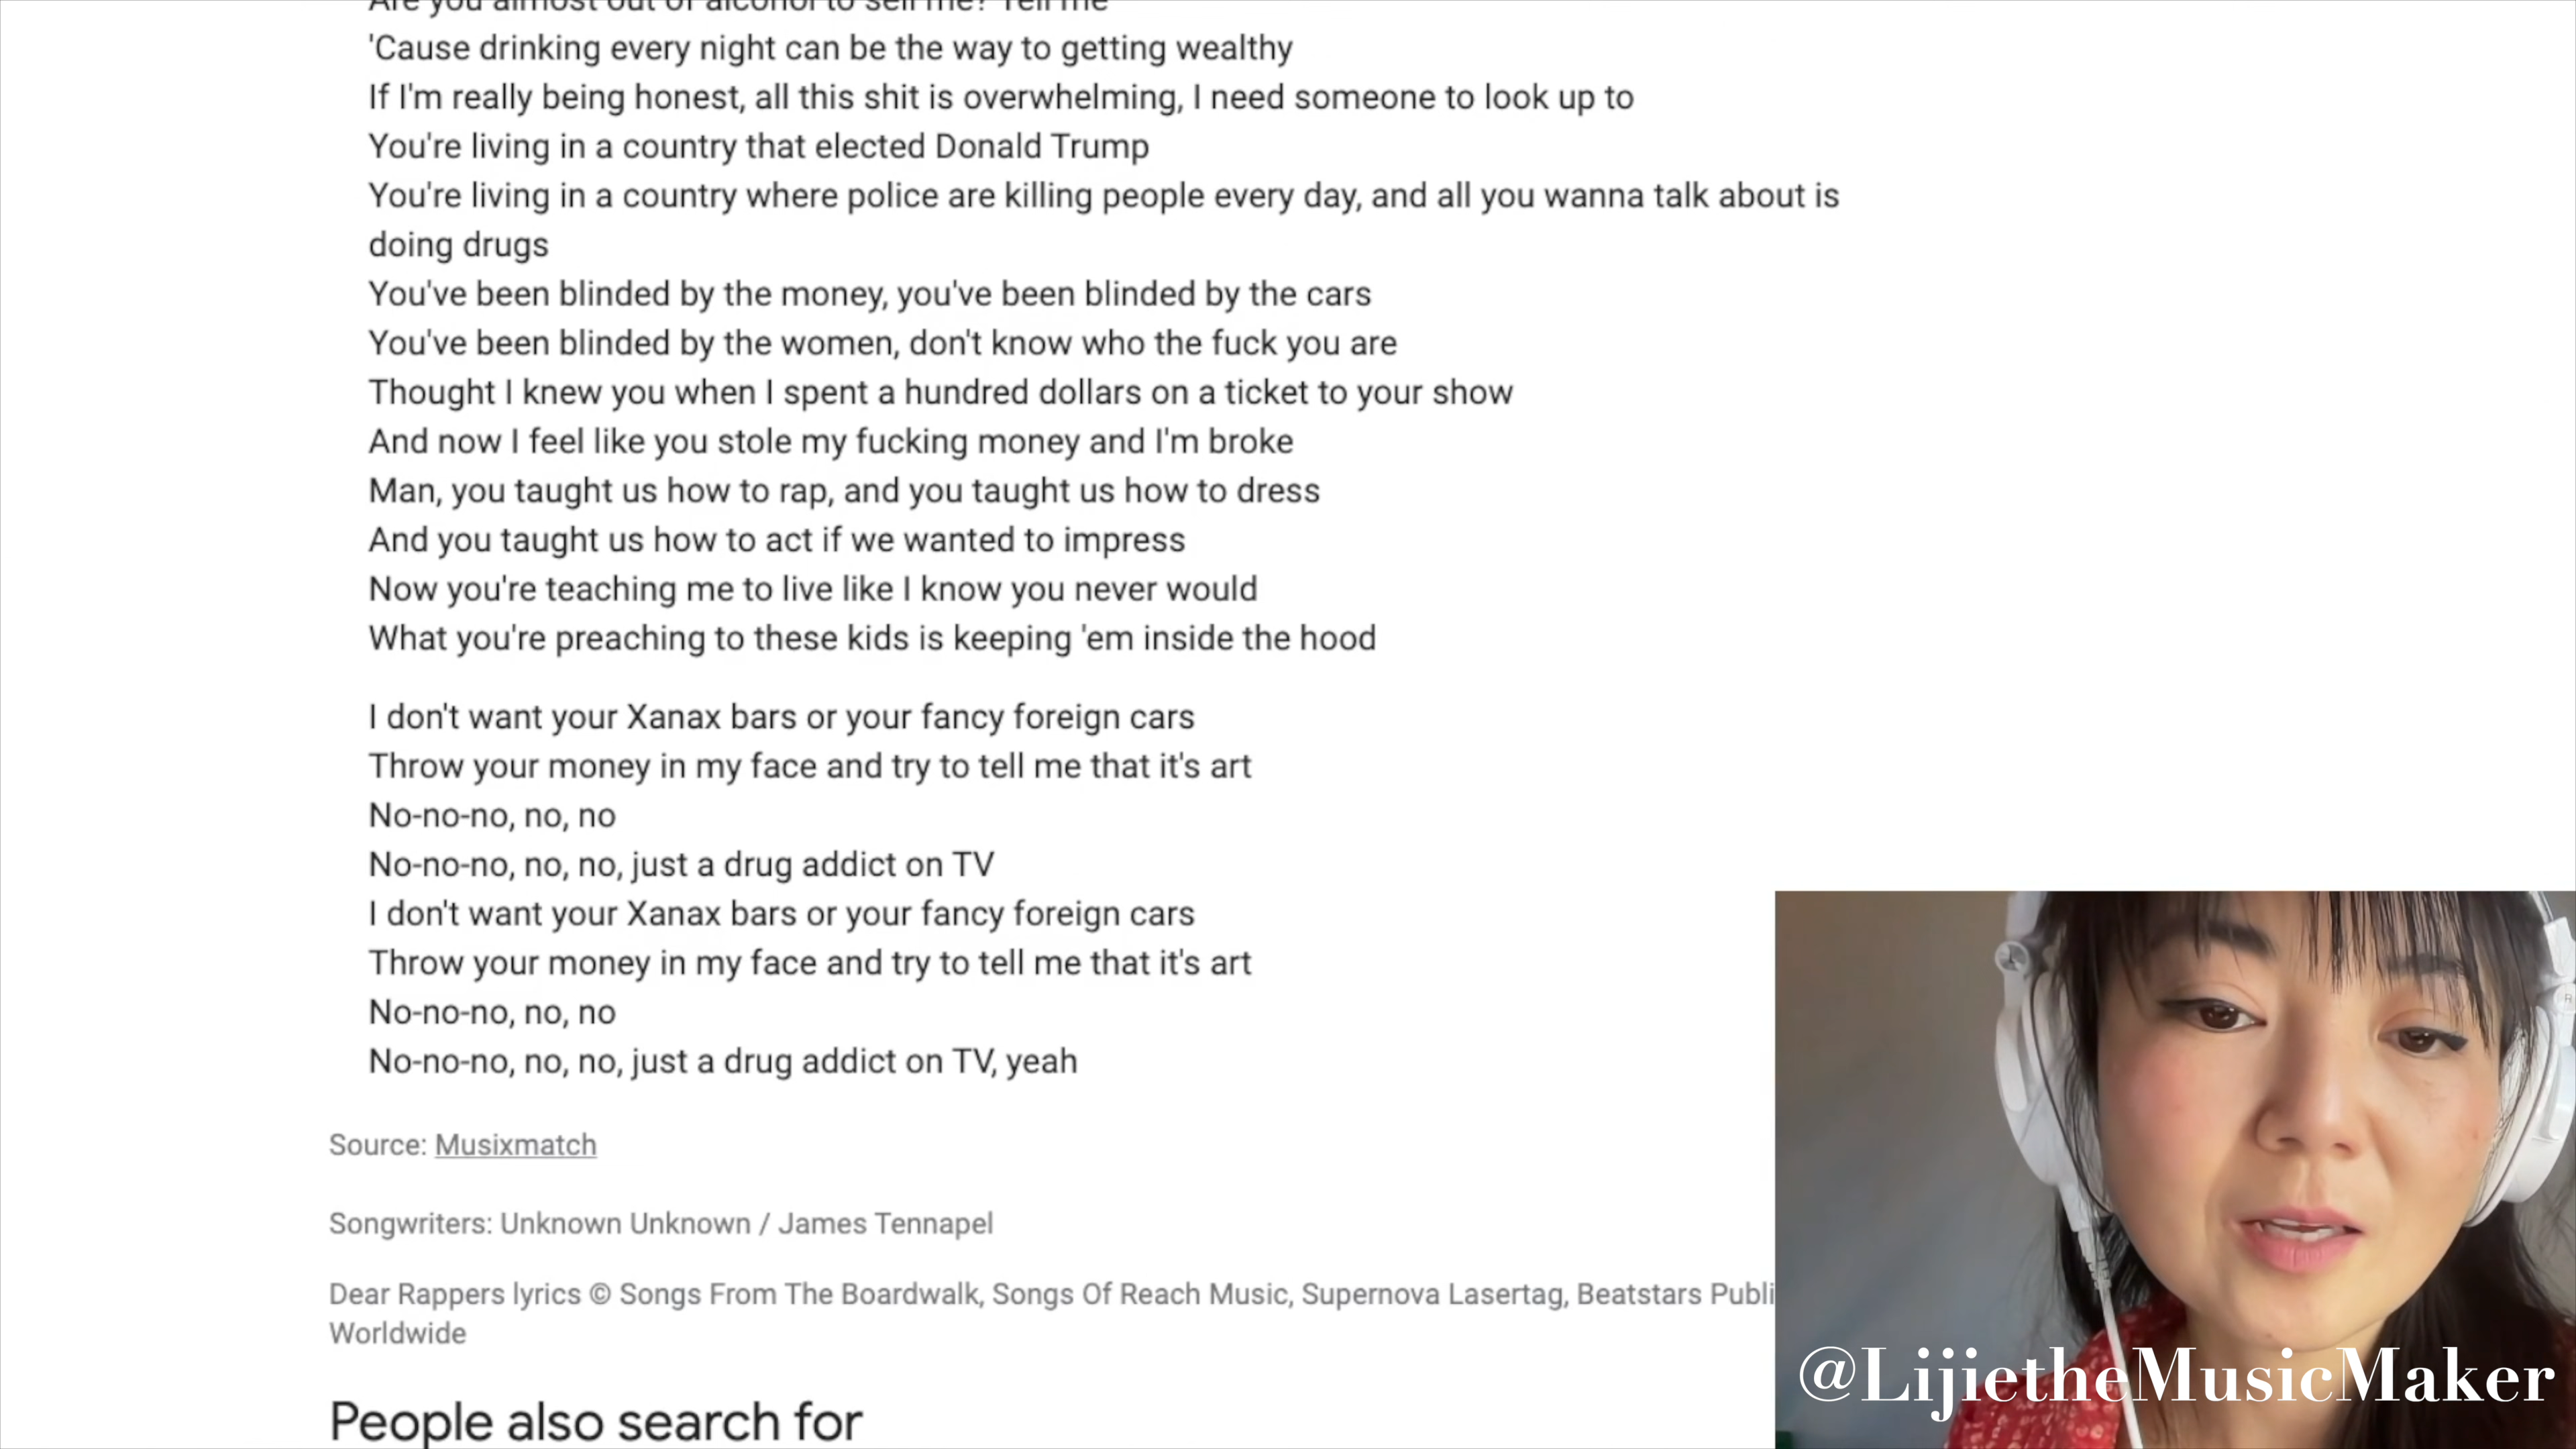 Are you almost out of alcohol to sell me? Tell me
'Cause drinking every night can be the way to getting wealthy
If I'm really being honest, all this shit is overwhelming, I need someone to look up to
You're living in a country that elected Donald Trump
You're living in a country where police are killing people every day, and all you wanna talk about is
doing drugs
You've been blinded by the money, you've been blinded by the cars
You've been blinded by the women, don't know who the fuck you are
Thought I knew you when I spent a hundred dollars on a ticket to your show
And now I feel like you stole my fucking money and I'm broke
Man, you taught us how to rap, and you taught us how to dress
And you taught us how to act if we wanted to impress
Now you're teaching me to live like I know you never would
What you're preaching to these kids is keeping 'em inside the hood
I don't want your Xanax bars or your fancy foreign cars
Throw your money in my face and try to tell me that it's art
No-no-no, no, no
No-no-no, no, no, just a drug addict on TV
I don't want your Xanax bars or your fancy foreign cars
Throw your money in my face and try to tell me that it's art
No-no-no, no, no
No-no-no, no, no, just a drug addict on TV, yeah
Source: Musixmatch
Songwriters: Unknown Unknown / James Tennapel
Dear Rappers lyrics © Songs From The Boardwalk, Songs Of Reach Music, Supernova Lasertag, Beatstars Publi
Worldwide
People also search for
@LijietheMusicMaker